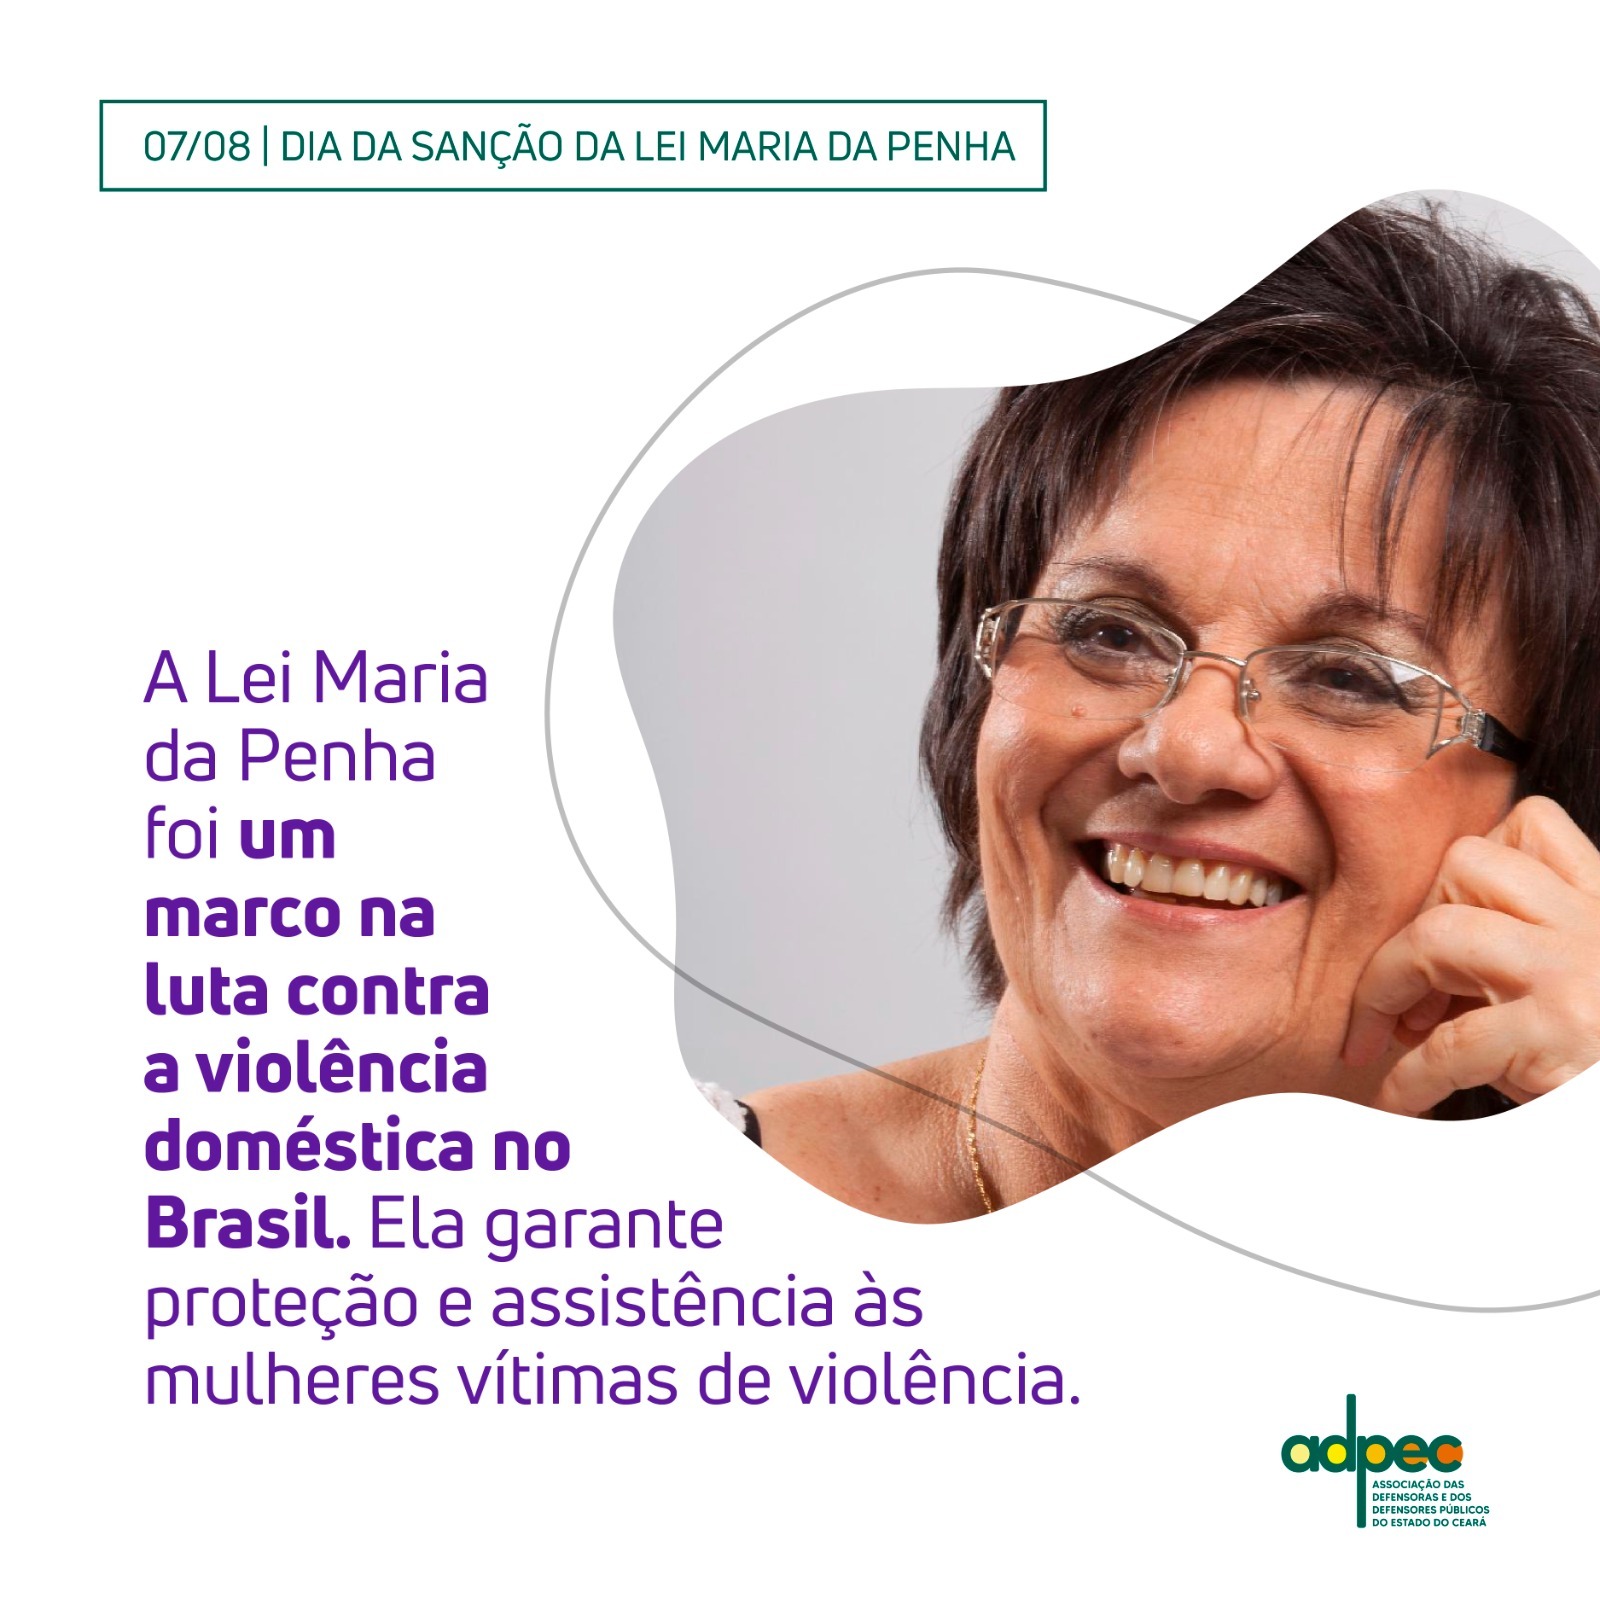 07/08 | DIA DA SANÇÃO DA LEI MARIA DA PENHA
A Lei Maria
da Penha
foi um
marco na
luta contra
a violência
doméstica no
Brasil. Ela garante
proteção e assistência às
mulheres vítimas de violência.
adpec
ASSOCIAÇÃO DAS
DEFENSORAS E DOS
DEFENSORES PÚBLICOS
DO ESTADO DO CEARÁ